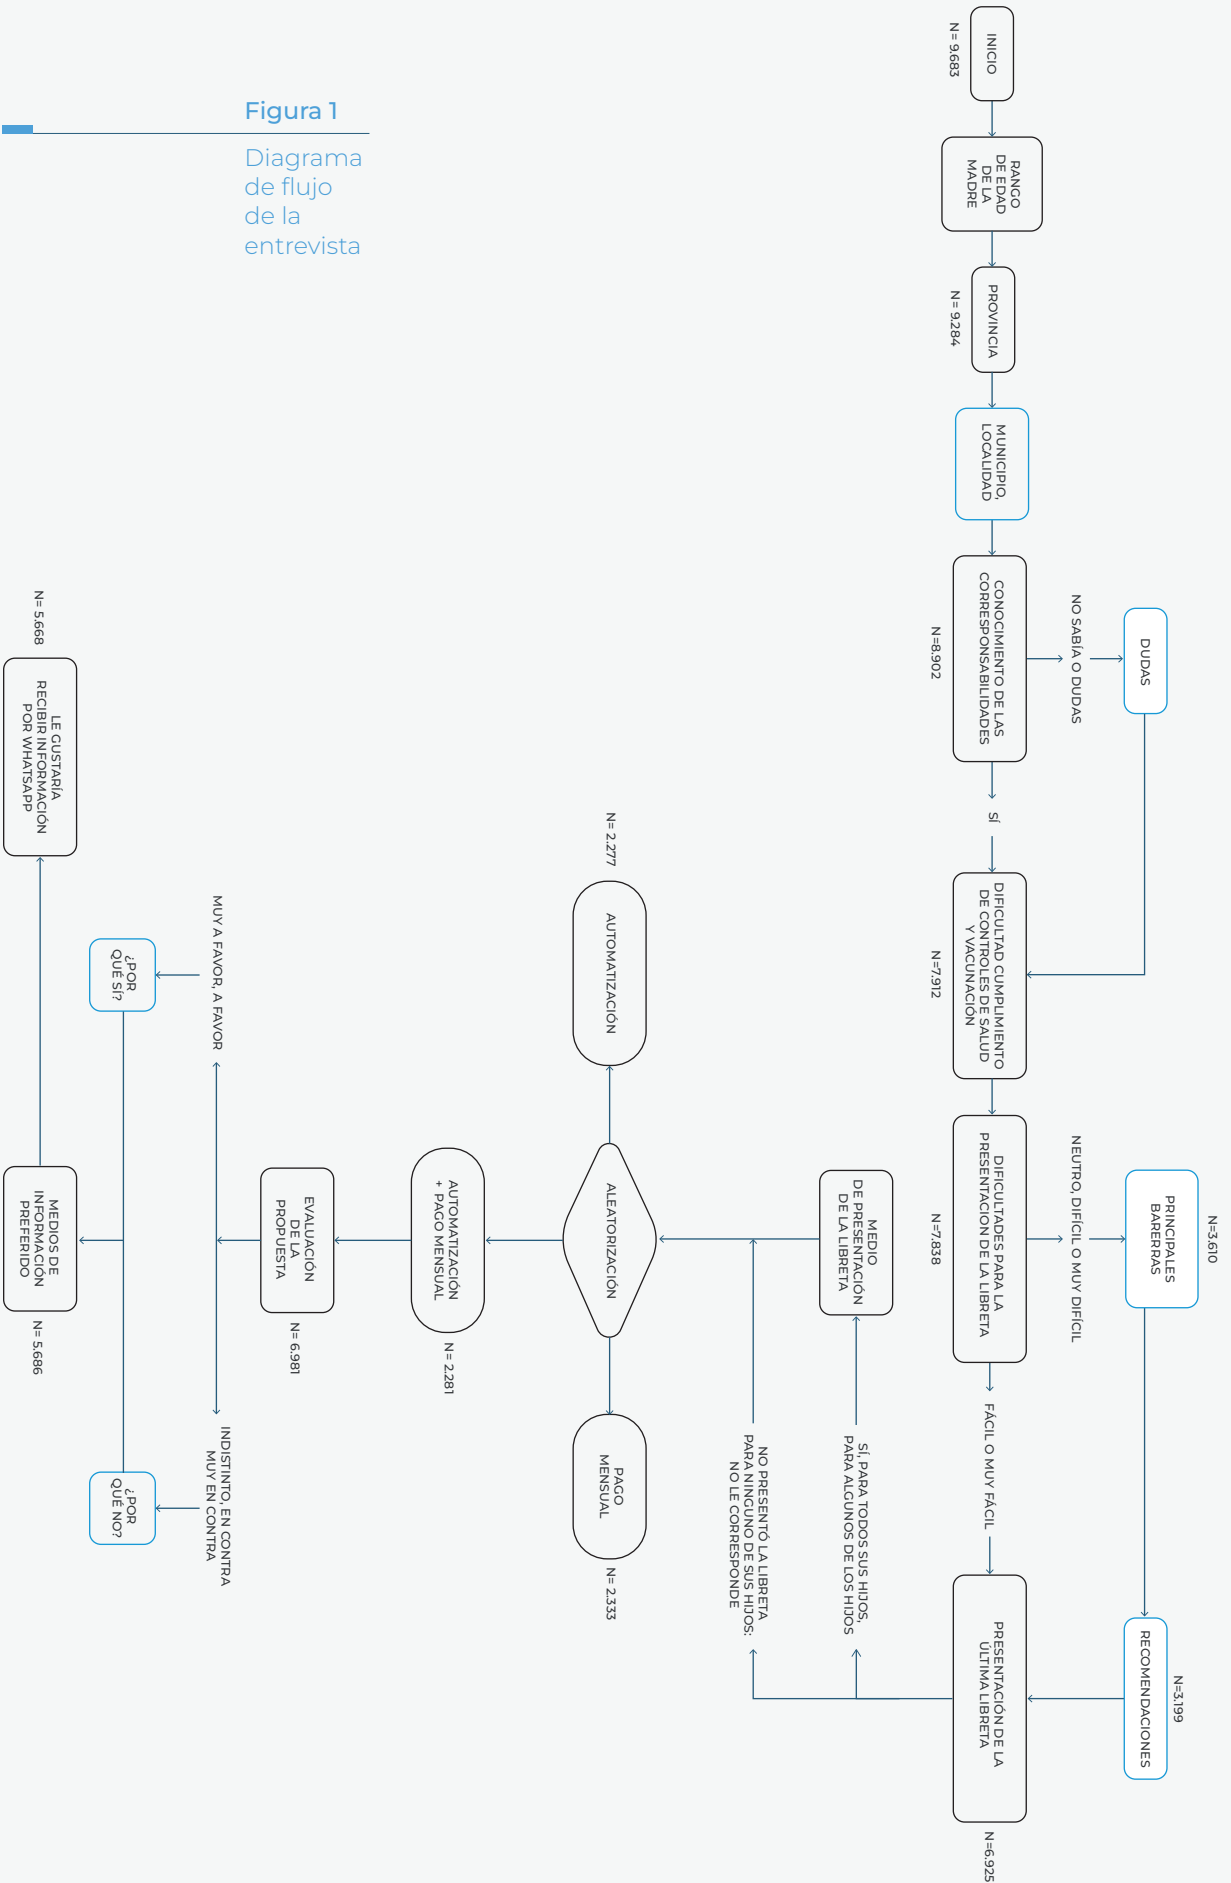 Figura 1
Diagrama
de flujo
de la
entrevista
INICIO
N= 9.683
RANGO
DE EDAD
DE LA
MADRE
PROVINCIA
N= 9.284
MUNICIPIO,
LOCALIDAD
CONOCIMIENTO DE LAS
CORRESPONSABILIDADES
N=8.902
NO SABÍA O DUDAS
DUDAS
SÍ
DIFICULTAD CUMPLIMIENTO
DE CONTROLES DE SALUD
Y VACUNACIÓN
N=7.912
DIFICULTADES PARA LA
PRESENTACION DE LA LIBRETA
N=7.838
NEUTRO, DIFÍCIL O MUY DIFÍCIL
PRINCIPALES
BARERRAS
N=3.610
FÁCIL O MUY FÁCIL
RECOMENDACIONES
N=3.199
PRESENTACIÓN DE LA
ÚLTIMA LIBRETA
N=6.925
SÍ, PARA TODOS SUS HIJOS,
PARA ALGUNOS DE LOS HIJOS
NO PRESENTÓ LA LIBRETA
PARA NINGUNO DE SUS HIJOS;
NO LE CORRESPONDE
MEDIO
DE PRESENTACIÓN
DE LA LIBRETA
ALEATORIZACIÓN
N= 2.277
AUTOMATIZACIÓN
AUTOMATIZACIÓN
+ PAGO MENSUAL
N= 2.281
PAGO
MENSUAL
N= 2.333
EVALUACIÓN
DE LA
PROPUESTA
N= 6.981
MUY A FAVOR, A FAVOR
INDISTINTO, EN CONTRA
MUY EN CONTRA
¿POR
QUÉ SÍ?
¿POR
QUÉ NO?
MEDIOS DE
INFORMACIÓN
PREFERIDO
N= 5.686
N= 5.668
LE GUSTARÍA
RECIBIR INFORMACIÓN
POR WHATSAPP